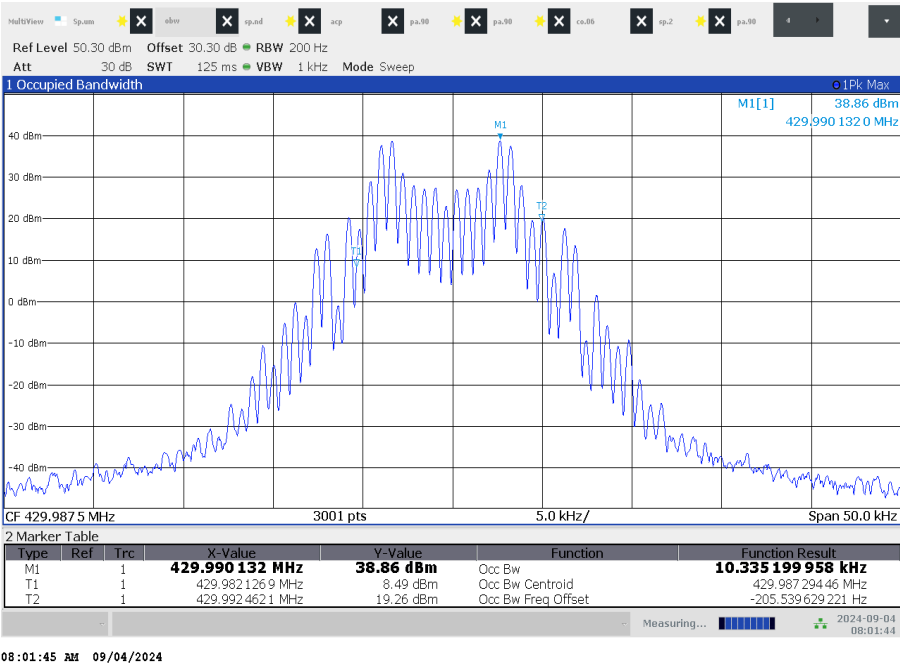 MultiView Sp.um obw sp.nd acp pa.90 pa.90 co.06 sp.2 pa.90
Ref Level 50.30 dBm Offset 30.30 dB RBW 200 Hz
Att 30 dB SWT 125 ms VBW 1 kHz Mode Sweep
1 Occupied Bandwidth 1Pk Max
M1[1] 38.86 dBm
429.990 132 0 MHz
M1
40 dBm
30 dBm
T2
20 dBm
T1
10 dBm
0 dBm
-10 dBm
-20 dBm
-30 dBm
-40 dBm
CF 429.987 5 MHz 3001 pts 5.0 kHz/ Span 50.0 kHz
2 Marker Table
Type Ref Trc X-Value Y-Value Function Function Result
M1 1 429.990 132 MHz 38.86 dBm Occ Bw 10.335 199 958 kHz
T1 1 429.982 126 9 MHz 8.49 dBm Occ Bw Centroid 429.987 294 46 MHz
T2 1 429.992 462 1 MHz 19.26 dBm Occ Bw Freq Offset -205.539 629 221 Hz
Measuring... 2024-09-04
08:01:44
08:01:45 AM 09/04/2024